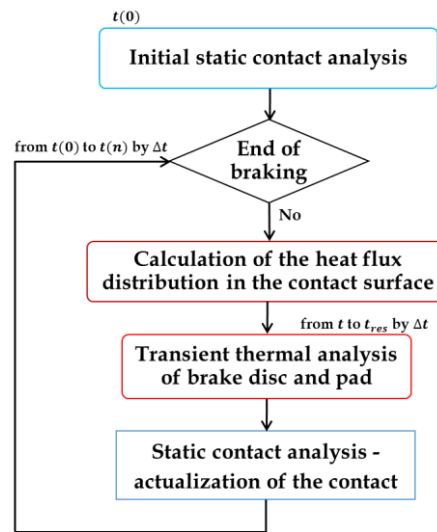 t(0)
Initial static contact analysis
from t(0) to t(n) by Δt
End of
braking
No
Calculation of the heat flux
distribution in the contact surface
from t to t_res by Δt
Transient thermal analysis
of brake disc and pad
Static contact analysis -
actualization of the contact